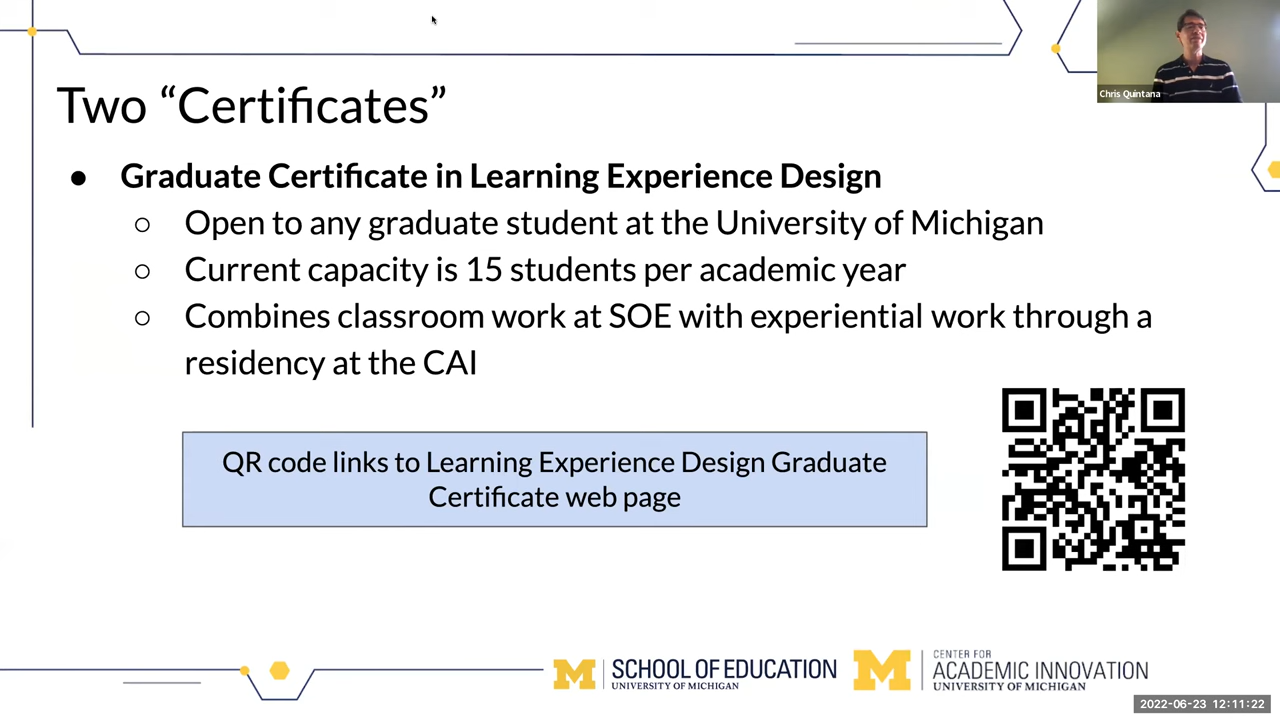 Chris Quintana
Two “Certificates”
● Graduate Certificate in Learning Experience Design
○ Open to any graduate student at the University of Michigan
○ Current capacity is 15 students per academic year
○ Combines classroom work at SOE with experiential work through a
residency at the CAI
QR code links to Learning Experience Design Graduate
Certificate web page
M SCHOOL OF EDUCATION
UNIVERSITY OF MICHIGAN
M CENTER FOR
ACADEMIC INNOVATION
UNIVERSITY OF MICHIGAN
2022-06-23 12:11:22